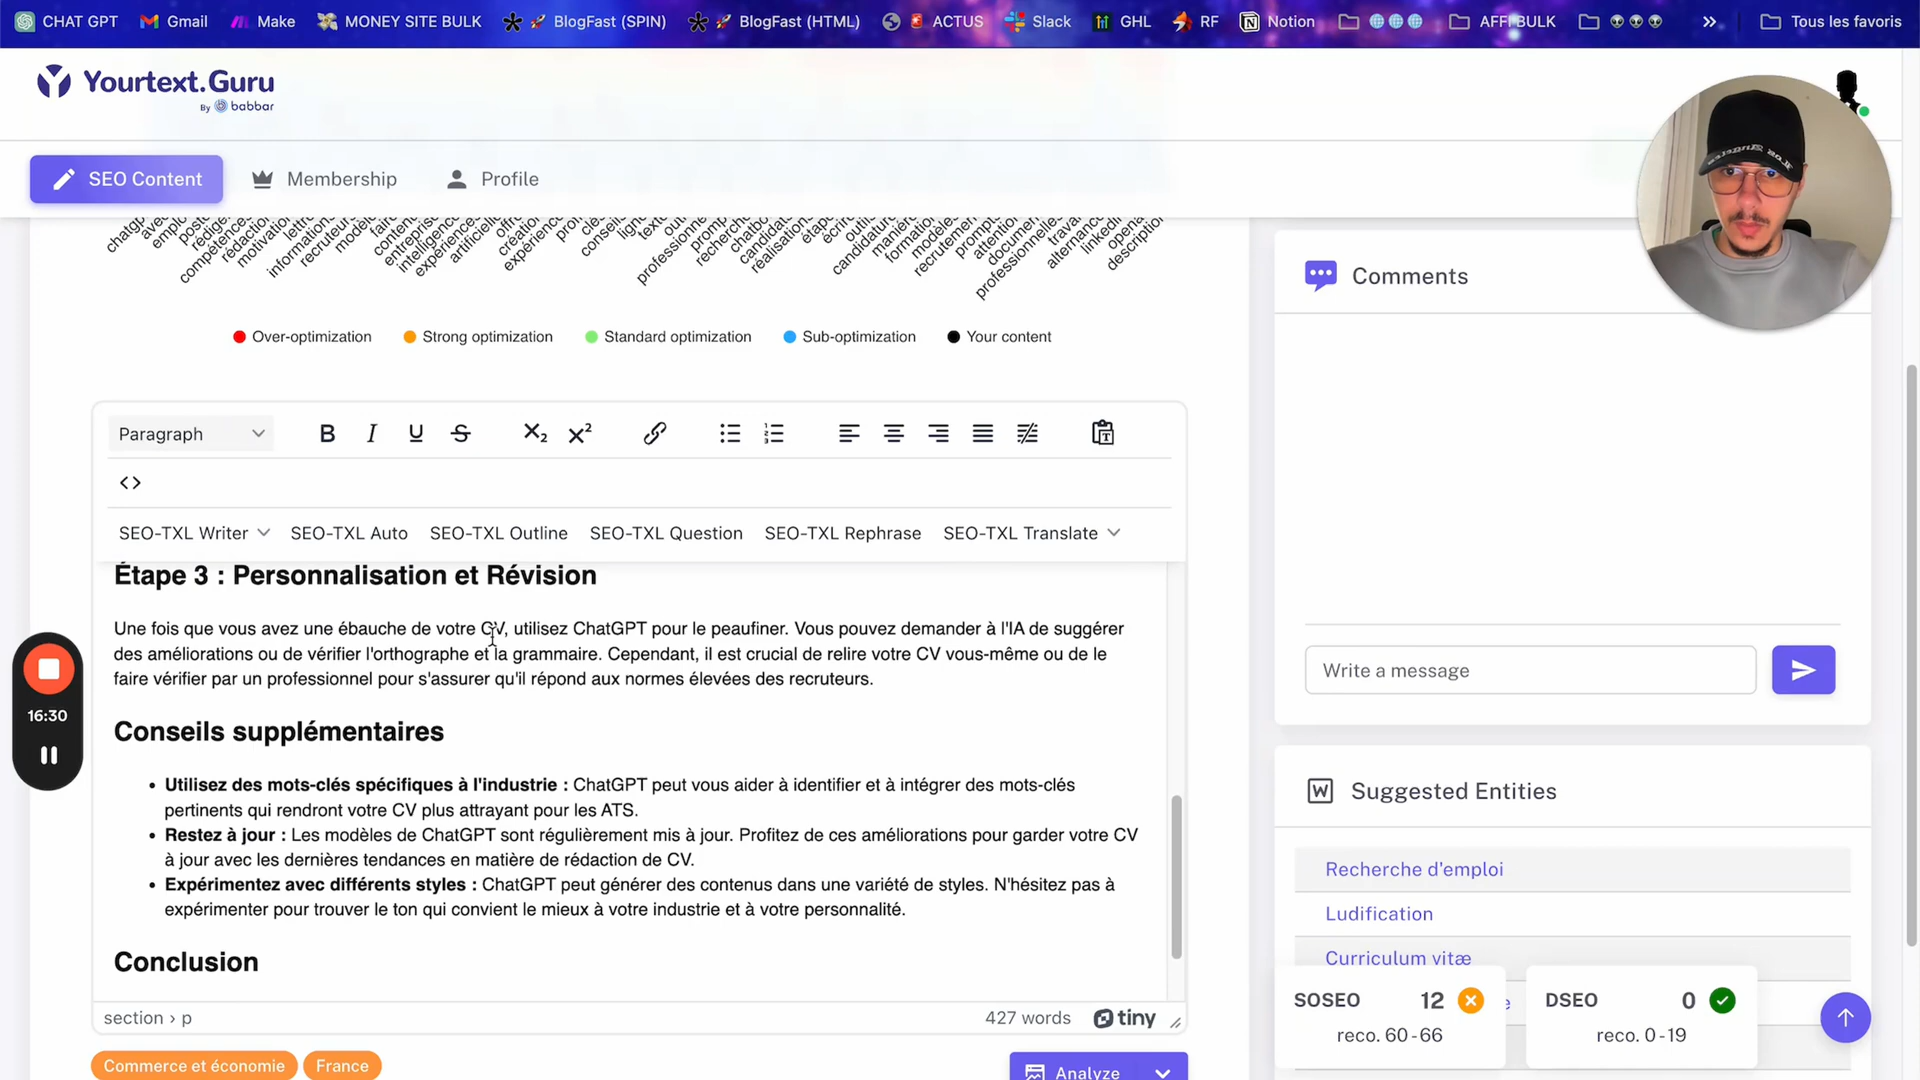 CHAT GPT Gmail Make MONEY SITE BULK BlogFast (SPIN) BlogFast (HTML) ACTUS Slack GHL RF Notion AFFI BULK Tous les favoris
Yourtext.Guru
By babbar
SEO Content Membership Profile
Over-optimization Strong optimization Standard optimization Sub-optimization Your content
Paragraph
SEO-TXL Writer SEO-TXL Auto SEO-TXL Outline SEO-TXL Question SEO-TXL Rephrase SEO-TXL Translate
Étape 3 : Personnalisation et Révision
Une fois que vous avez une ébauche de votre CV, utilisez ChatGPT pour le peaufiner. Vous pouvez demander à l'IA de suggérer
des améliorations ou de vérifier l'orthographe et la grammaire. Cependant, il est crucial de relire votre CV vous-même ou de le
faire vérifier par un professionnel pour s'assurer qu'il répond aux normes élevées des recruteurs.
Conseils supplémentaires
• Utilisez des mots-clés spécifiques à l'industrie : ChatGPT peut vous aider à identifier et à intégrer des mots-clés
pertinents qui rendront votre CV plus attrayant pour les ATS.
• Restez à jour : Les modèles de ChatGPT sont régulièrement mis à jour. Profitez de ces améliorations pour garder votre CV
à jour avec les dernières tendances en matière de rédaction de CV.
• Expérimentez avec différents styles : ChatGPT peut générer des contenus dans une variété de styles. N'hésitez pas à
expérimenter pour trouver le ton qui convient le mieux à votre industrie et à votre personnalité.
Conclusion
section › p 427 words tiny
Commerce et économie France
Analyze
16:30
Comments
Write a message
Suggested Entities
Recherche d'emploi
Ludification
Curriculum vitæ
SOSEO 12
reco. 60-66
DSEO 0
reco. 0-19